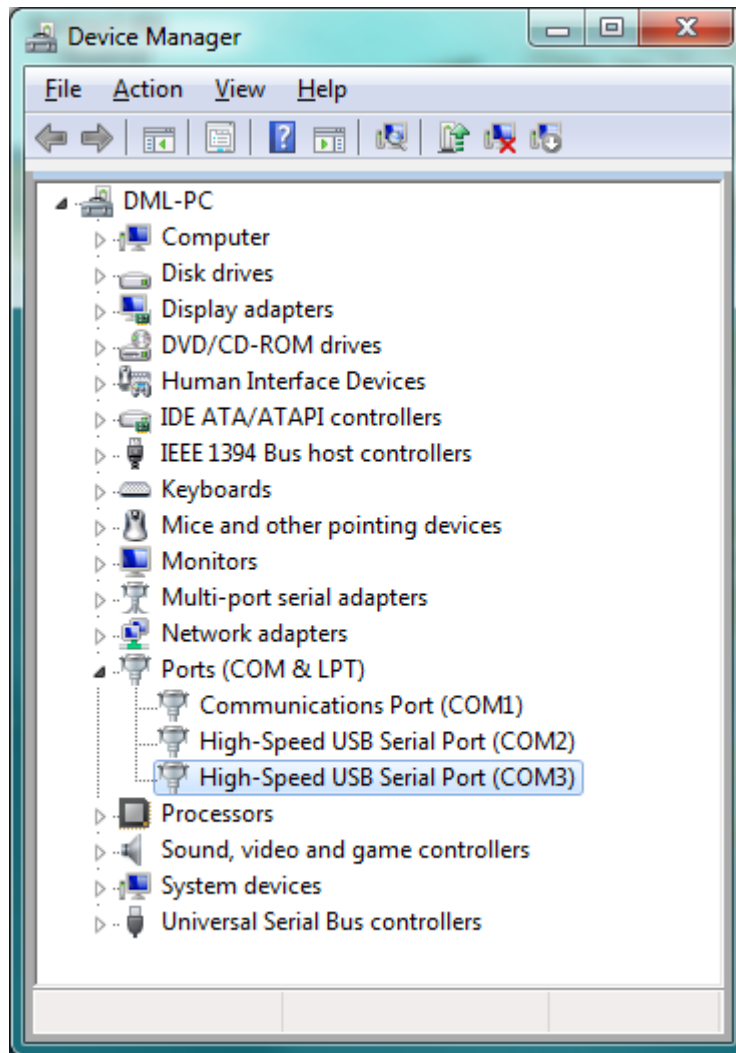 Device Manager
File Action View Help
DML-PC
Computer
Disk drives
Display adapters
DVD/CD-ROM drives
Human Interface Devices
IDE ATA/ATAPI controllers
IEEE 1394 Bus host controllers
Keyboards
Mice and other pointing devices
Monitors
Multi-port serial adapters
Network adapters
Ports (COM & LPT)
Communications Port (COM1)
High-Speed USB Serial Port (COM2)
High-Speed USB Serial Port (COM3)
Processors
Sound, video and game controllers
System devices
Universal Serial Bus controllers